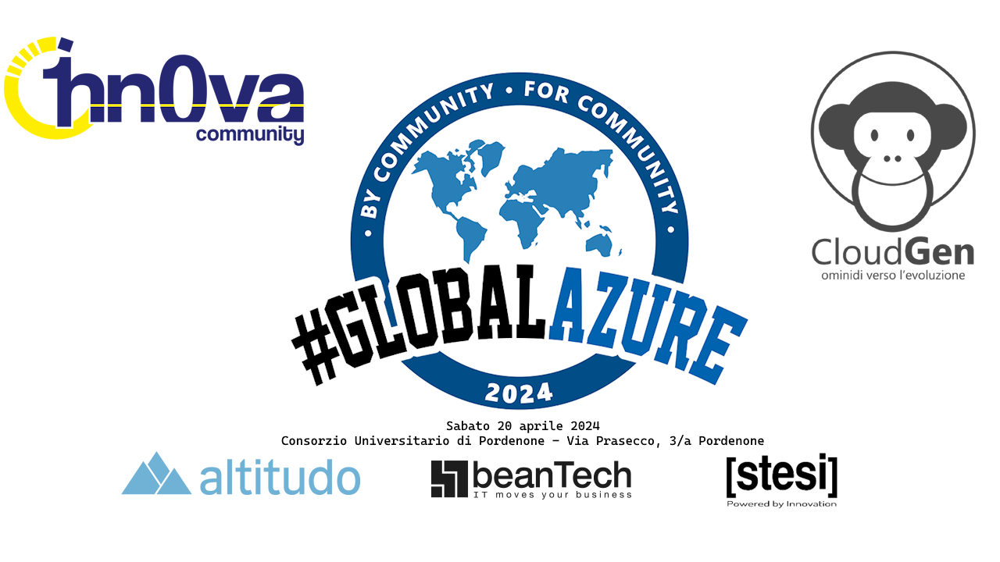 1nn0va
community
• BY COMMUNITY • FOR COMMUNITY •
#GLOBALAZURE
2024
CloudGen
ominidi verso l'evoluzione
Sabato 20 aprile 2024
Consorzio Universitario di Pordenone – Via Prasecco, 3/a Pordenone
altitudo
beanTech
IT moves your business
[stesi]
Powered by Innovation